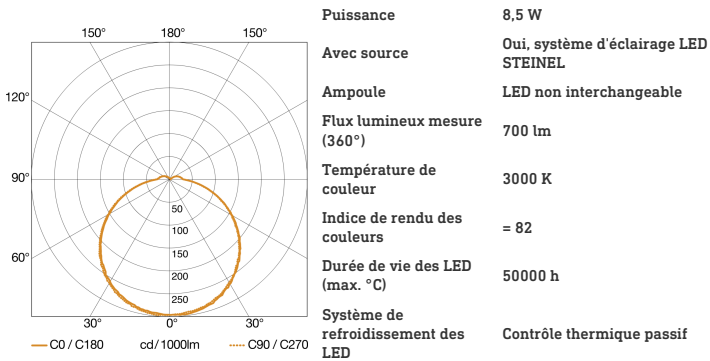 150° 180° 150°
120°
90°
60°
50
100
150
200
250
30° 0° 30°
C0 / C180 cd/1000lm C90 / C270
Puissance 8,5 W
Avec source Oui, système d'éclairage LED
STEINEL
Ampoule LED non interchangeable
Flux lumineux mesure
(360°) 700 lm
Température de
couleur 3000 K
Indice de rendu des
couleurs = 82
Durée de vie des LED
(max. °C) 50000 h
Système de
refroidissement des
LED Contrôle thermique passif